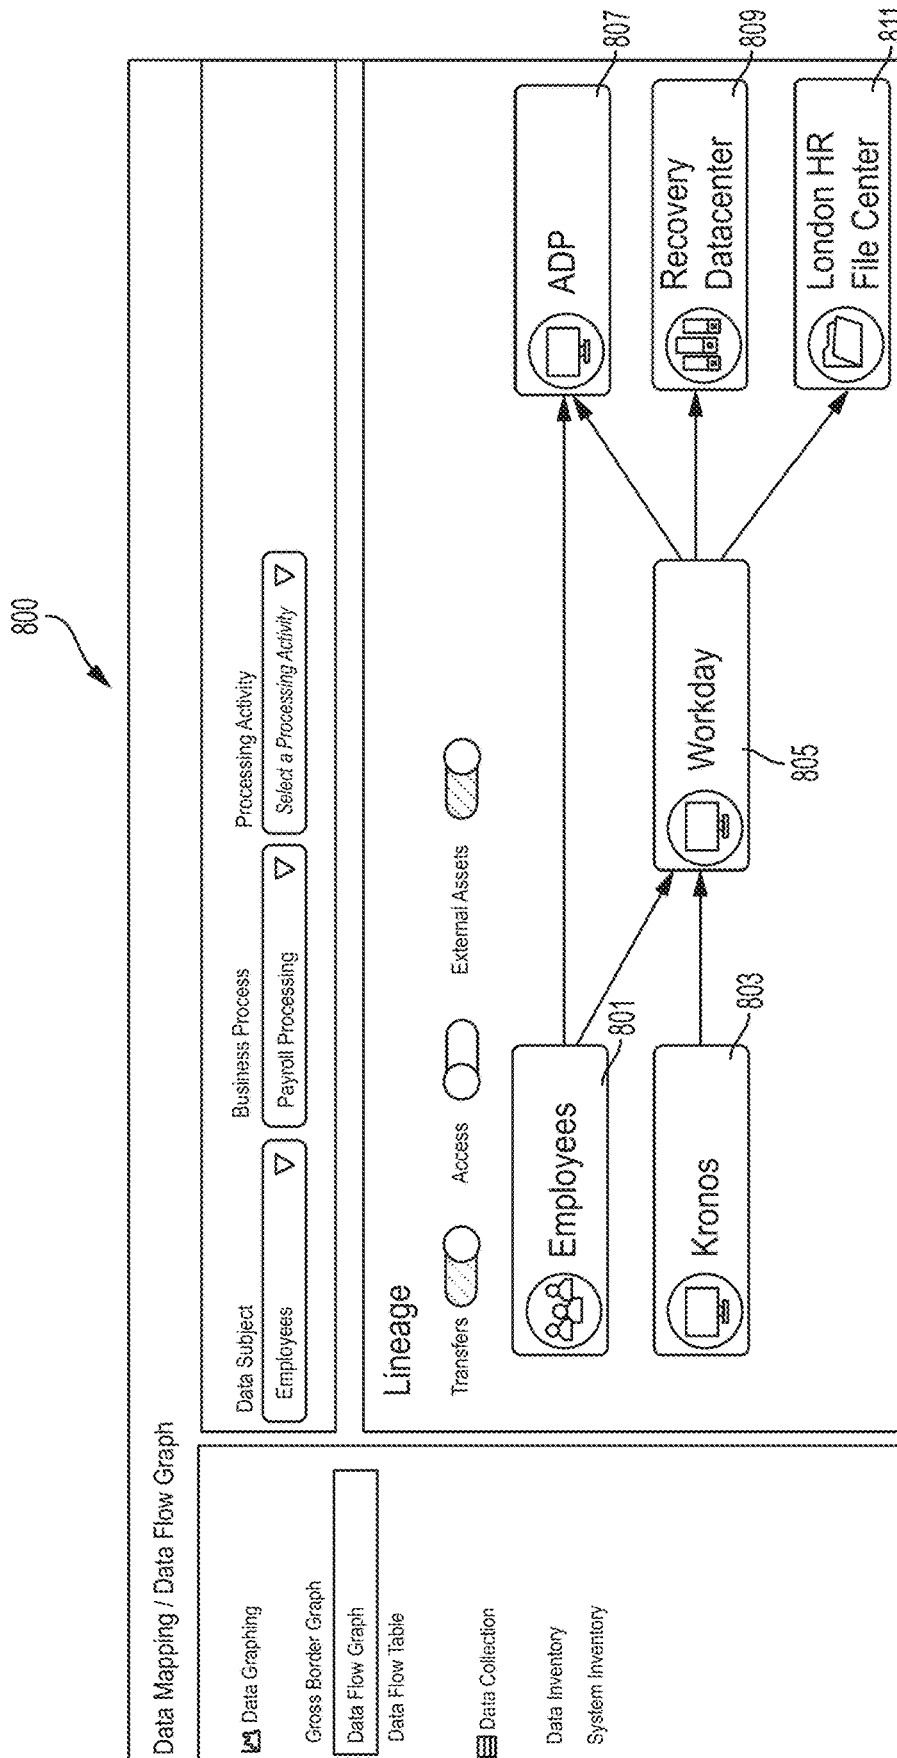 800
Data Mapping / Data Flow Graph
Data Graphing
Gross Border Graph
Data Flow Graph
Data Flow Table
Data Collection
Data Inventory
System Inventory
Data Subject
Employees
Business Process
Payroll Processing
Processing Activity
Select a Processing Activity
Lineage
Transfers
Access
External Assets
Employees
801
Kronos
803
Workday
805
ADP
807
Recovery
Datacenter
809
London HR
File Center
811